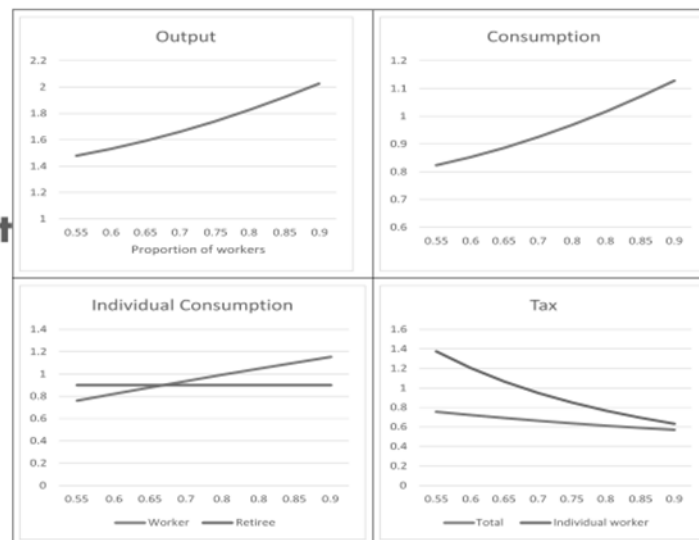 t
Output
2.2
2
1.8
1.6
1.4
1.2
1
0.55 0.6 0.65 0.7 0.75 0.8 0.85 0.9
Proportion of workers
Consumption
1.2
1.1
1
0.9
0.8
0.7
0.6
0.55 0.6 0.65 0.7 0.8 0.8 0.85 0.9
Individual Consumption
1.4
1.2
1
0.8
0.6
0.4
0.2
0
0.55 0.6 0.65 0.7 0.8 0.8 0.85 0.9
Worker Retiree
Tax
1.6
1.4
1.2
1
0.8
0.6
0.4
0.2
0
0.55 0.6 0.65 0.7 0.75 0.8 0.85 0.9
Total Individual worker